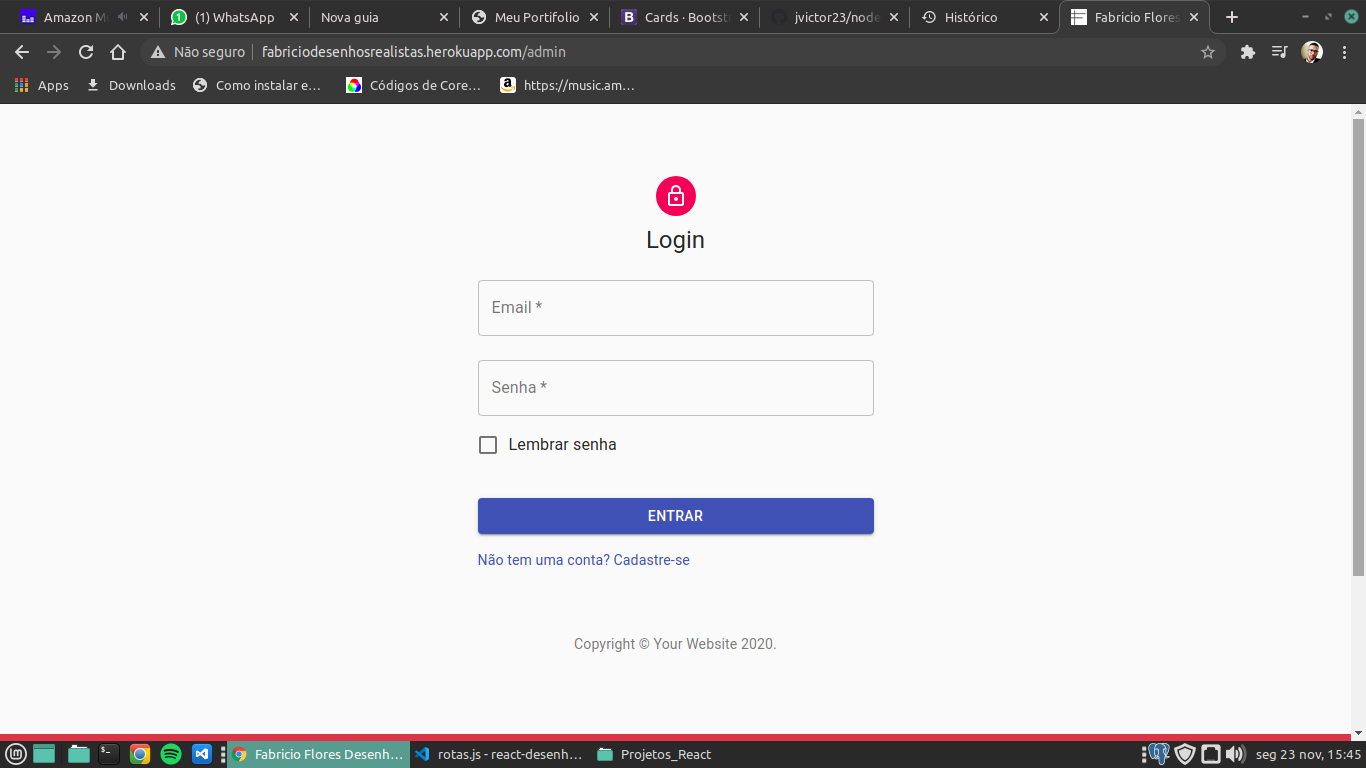 Amazon M
(1) WhatsApp
Nova guia
Meu Portifolio
Cards · Bootst
jvictor23/node
Histórico
Fabricio Flores
Não seguro
fabriciodesenhosrealistas.herokuapp.com/admin
Apps
Downloads
Como instalar e...
Códigos de Core...
https://music.am...
Login
Email *
Senha *
Lembrar senha
ENTRAR
Não tem uma conta? Cadastre-se
Copyright © Your Website 2020.
Fabricio Flores Desenh...
rotas.js - react-desenh...
Projetos_React
seg 23 nov, 15:45